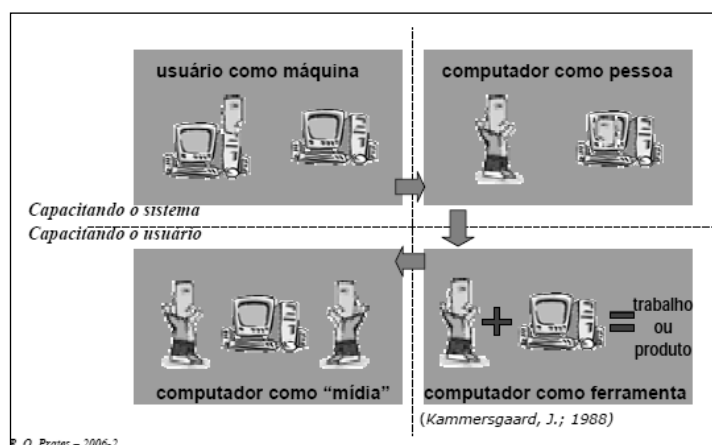 usuário como máquina
computador como pessoa
Capacitando o sistema
Capacitando o usuário
trabalho
ou
produto
computador como “mídia”
computador como ferramenta
(Kammersgaard, J.; 1988)
R. O. Prates – 2006-2